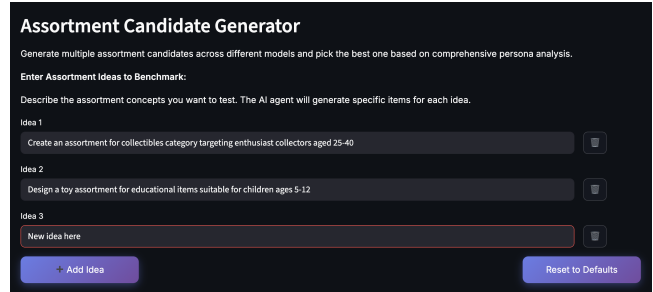 Assortment Candidate Generator
Generate multiple assortment candidates across different models and pick the best one based on comprehensive persona analysis.
Enter Assortment Ideas to Benchmark:
Describe the assortment concepts you want to test. The AI agent will generate specific items for each idea.
Idea 1
Create an assortment for collectibles category targeting enthusiast collectors aged 25-40
Idea 2
Design a toy assortment for educational items suitable for children ages 5-12
Idea 3
New idea here
+ Add Idea
Reset to Defaults